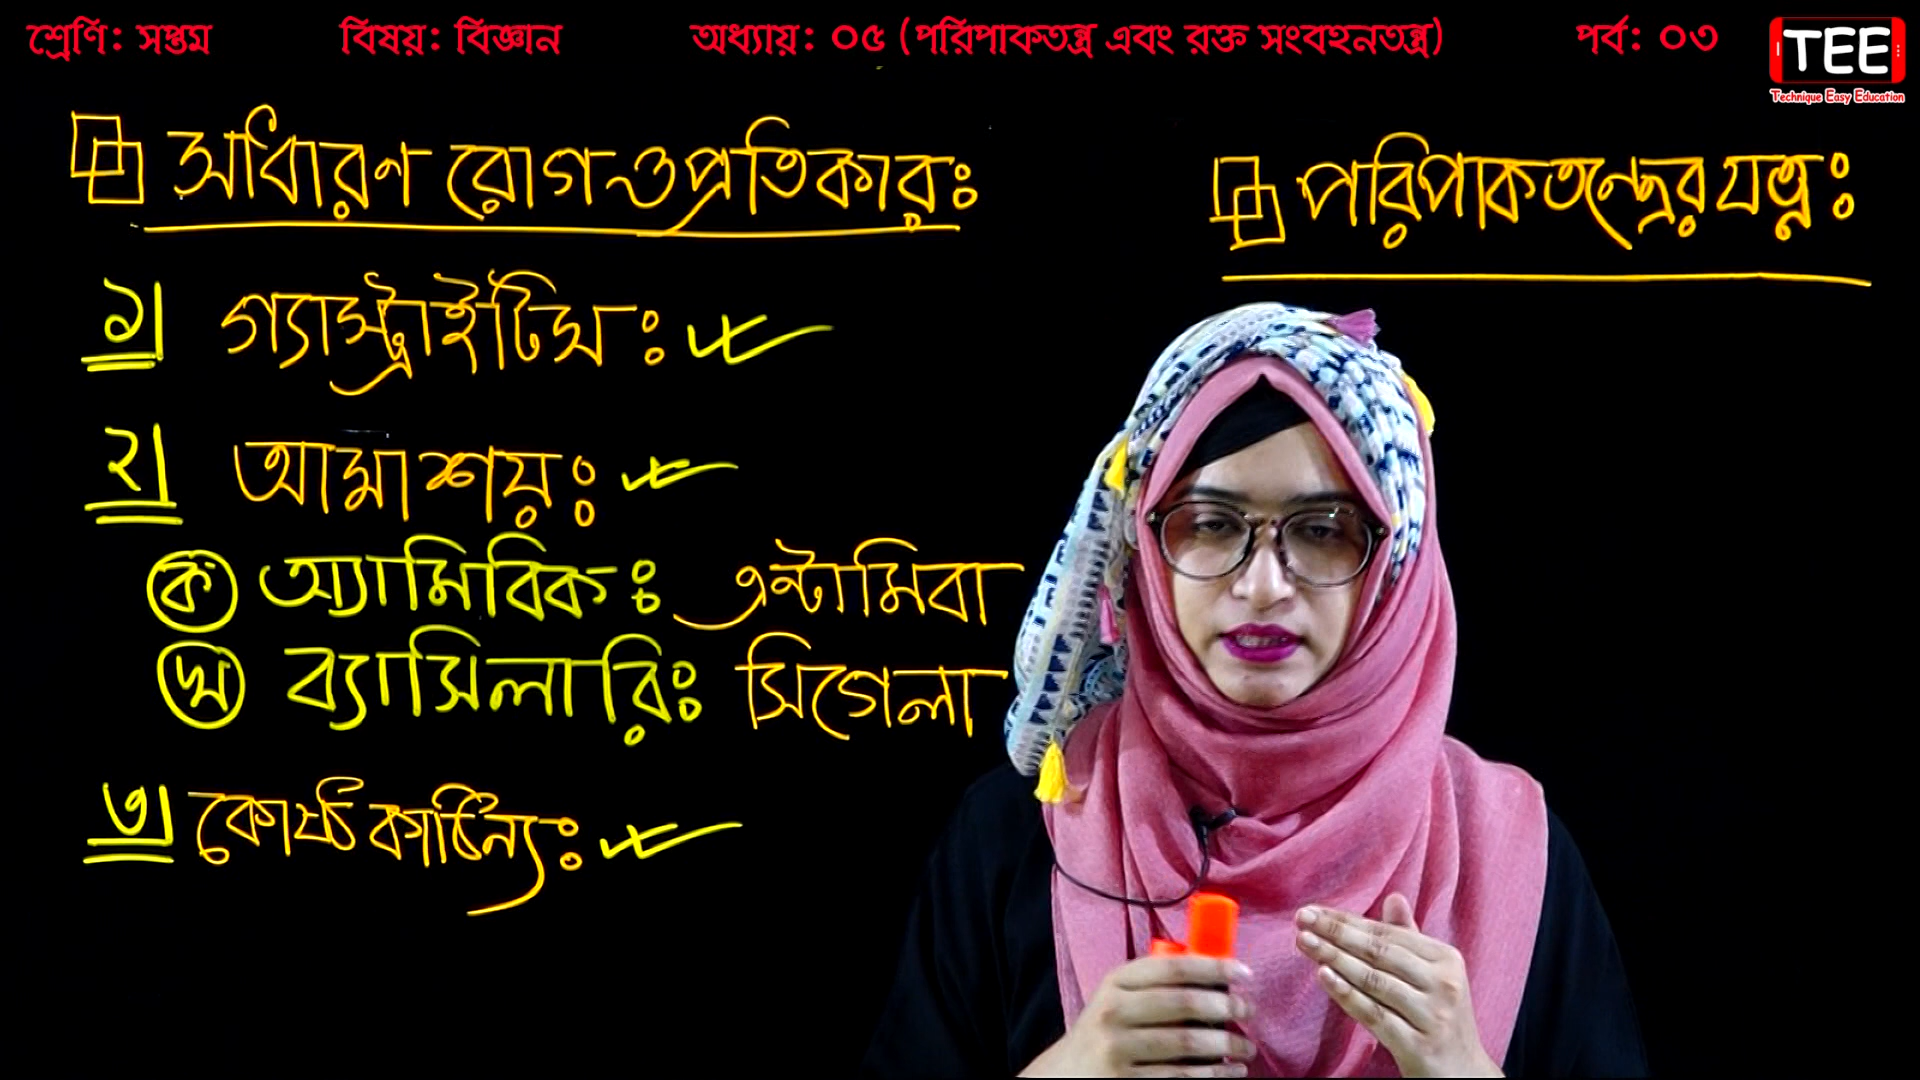 শ্রেণি: সপ্তম বিষয়: বিজ্ঞান অধ্যায়: ০৫ (পরিপাকতন্ত্র এবং রক্ত সংবহনতন্ত্র) পর্ব: ০৩
TEE
Technique Easy Education
সাধারণ রোগ ও প্রতিকারঃ
১। গ্যাস্ট্রাইটিসঃ
২। আমাশয়ঃ
ক অ্যামিবিকঃ এন্টামিবা
খ ব্যাসিলারিঃ সিগেলা
৩। কোষ্ঠকাঠিন্যঃ
পরিপাকতন্ত্রের যত্নঃ